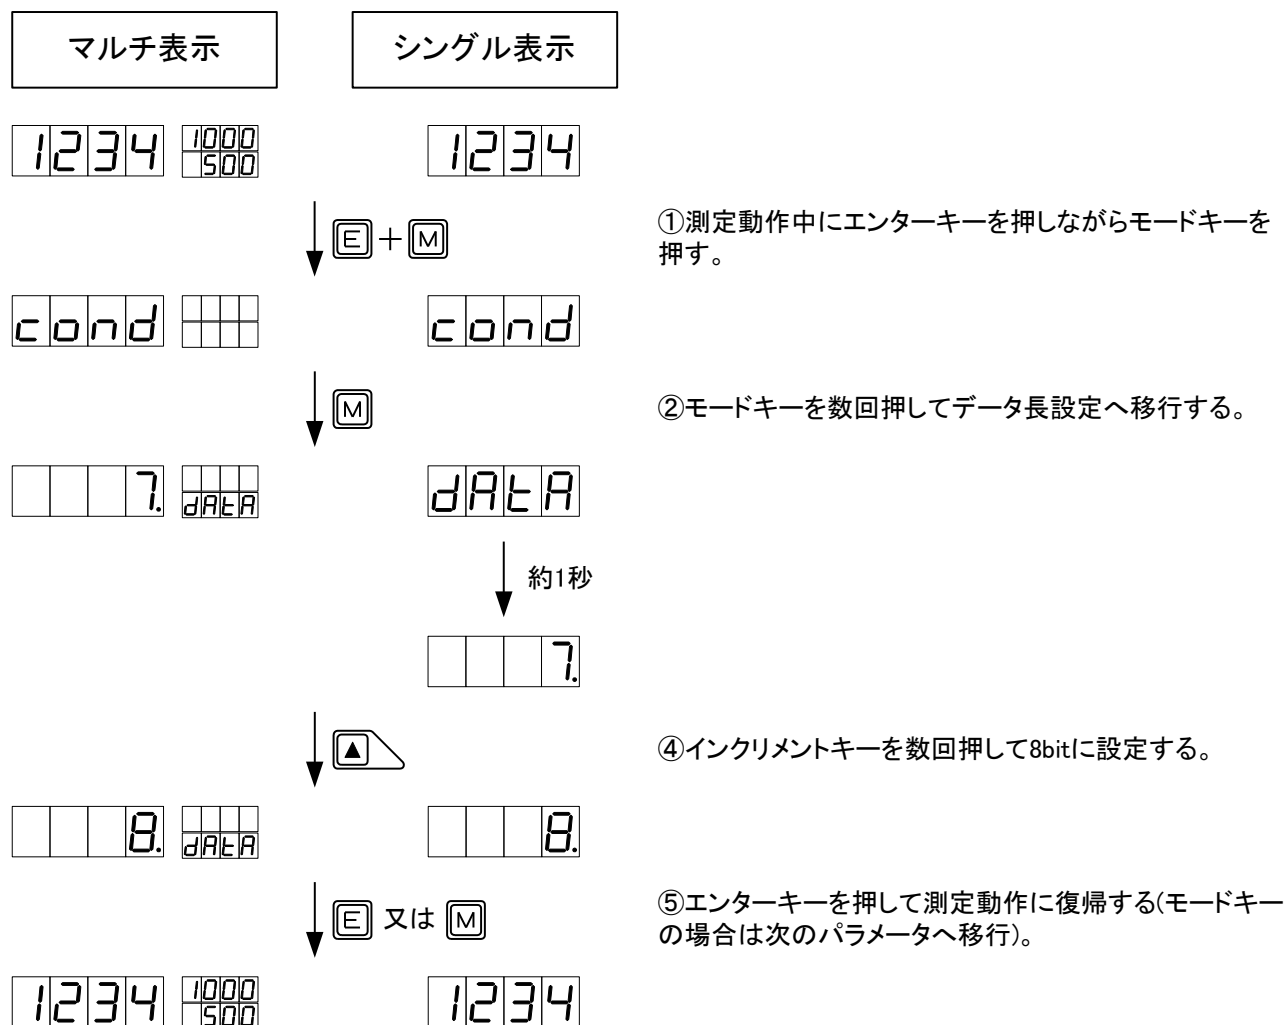 マルチ表示 シングル表示
1234 1000 1234
500
E + M ①測定動作中にエンターキーを押しながらモードキーを
押す。
cond cond
M ②モードキーを数回押してデータ長設定へ移行する。
7. dAtA dAtA
約1秒
7.
▲ ④インクリメントキーを数回押して8bitに設定する。
8. dAtA 8.
E 又は M ⑤エンターキーを押して測定動作に復帰する(モードキー
の場合は次のパラメータへ移行)。
1234 1000 1234
500